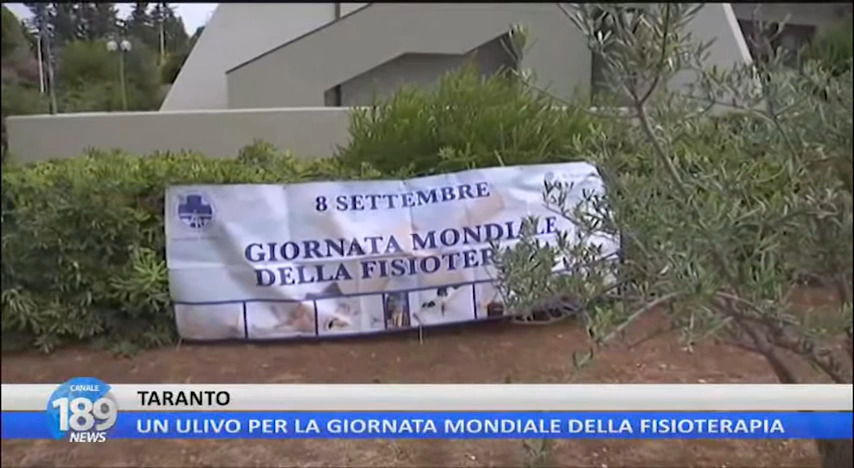 8 SETTEMBRE
GIORNATA MONDIALE
DELLA FISIOTER
CANALE
189
NEWS
TARANTO
UN ULIVO PER LA GIORNATA MONDIALE DELLA FISIOTERAPIA